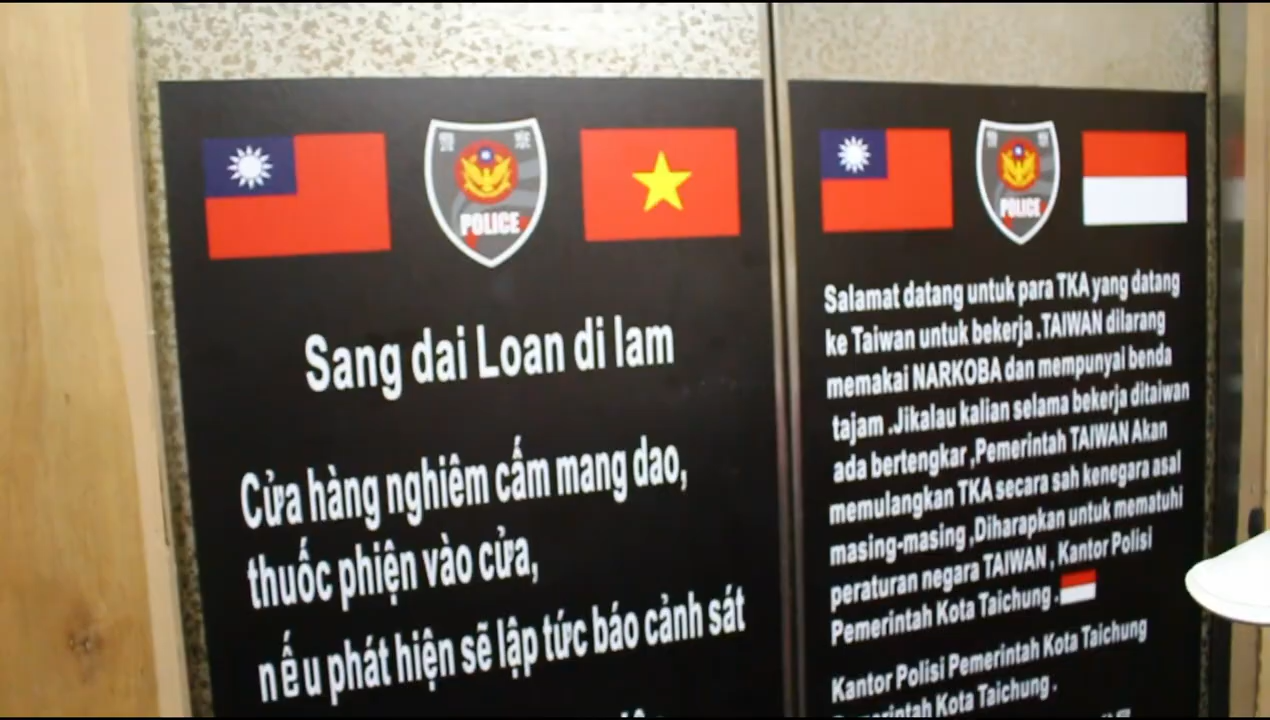 POLICE
Sang dai Loan di lam
Cửa hàng nghiêm cấm mang dao,
thuốc phiện vào cửa,
nếu phát hiện sẽ lập tức báo cảnh sát
POLICE
Salamat datang untuk para TKA yang datang
ke Taiwan untuk bekerja .TAIWAN dilarang
memakai NARKOBA dan mempunyai benda
tajam .Jikalau kalian selama bekerja ditaiwan
ada bertengkar ,Pemerintah TAIWAN Akan
memulangkan TKA secara sah kenegara asal
masing-masing ,Diharapkan untuk mematuhi
peraturan negara TAIWAN , Kantor Polisi
Pemerintah Kota Taichung .
Kantor Polisi Pemerintah Kota Taichung
Pemerintah Kota Taichung .